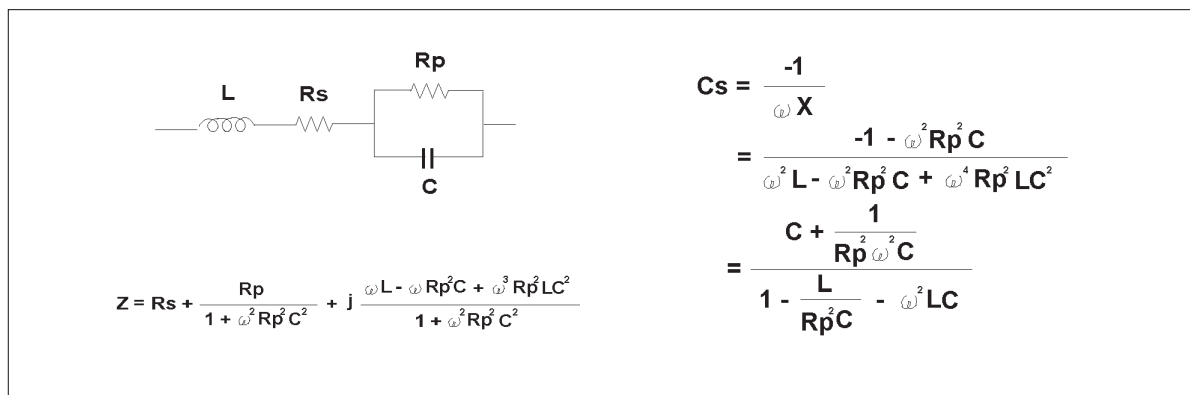 Rp
L Rs
C
Z = Rs + Rp / 1 + ω²Rp²C² + j ωL - ωRp²C + ω³Rp²LC² / 1 + ω²Rp²C²
Cs = -1 / ωX
= -1 - ω²Rp²C / ω²L - ω²Rp²C + ω⁴Rp²LC²
= C + 1 / Rp²ω²C / 1 - L / Rp²C - ω²LC